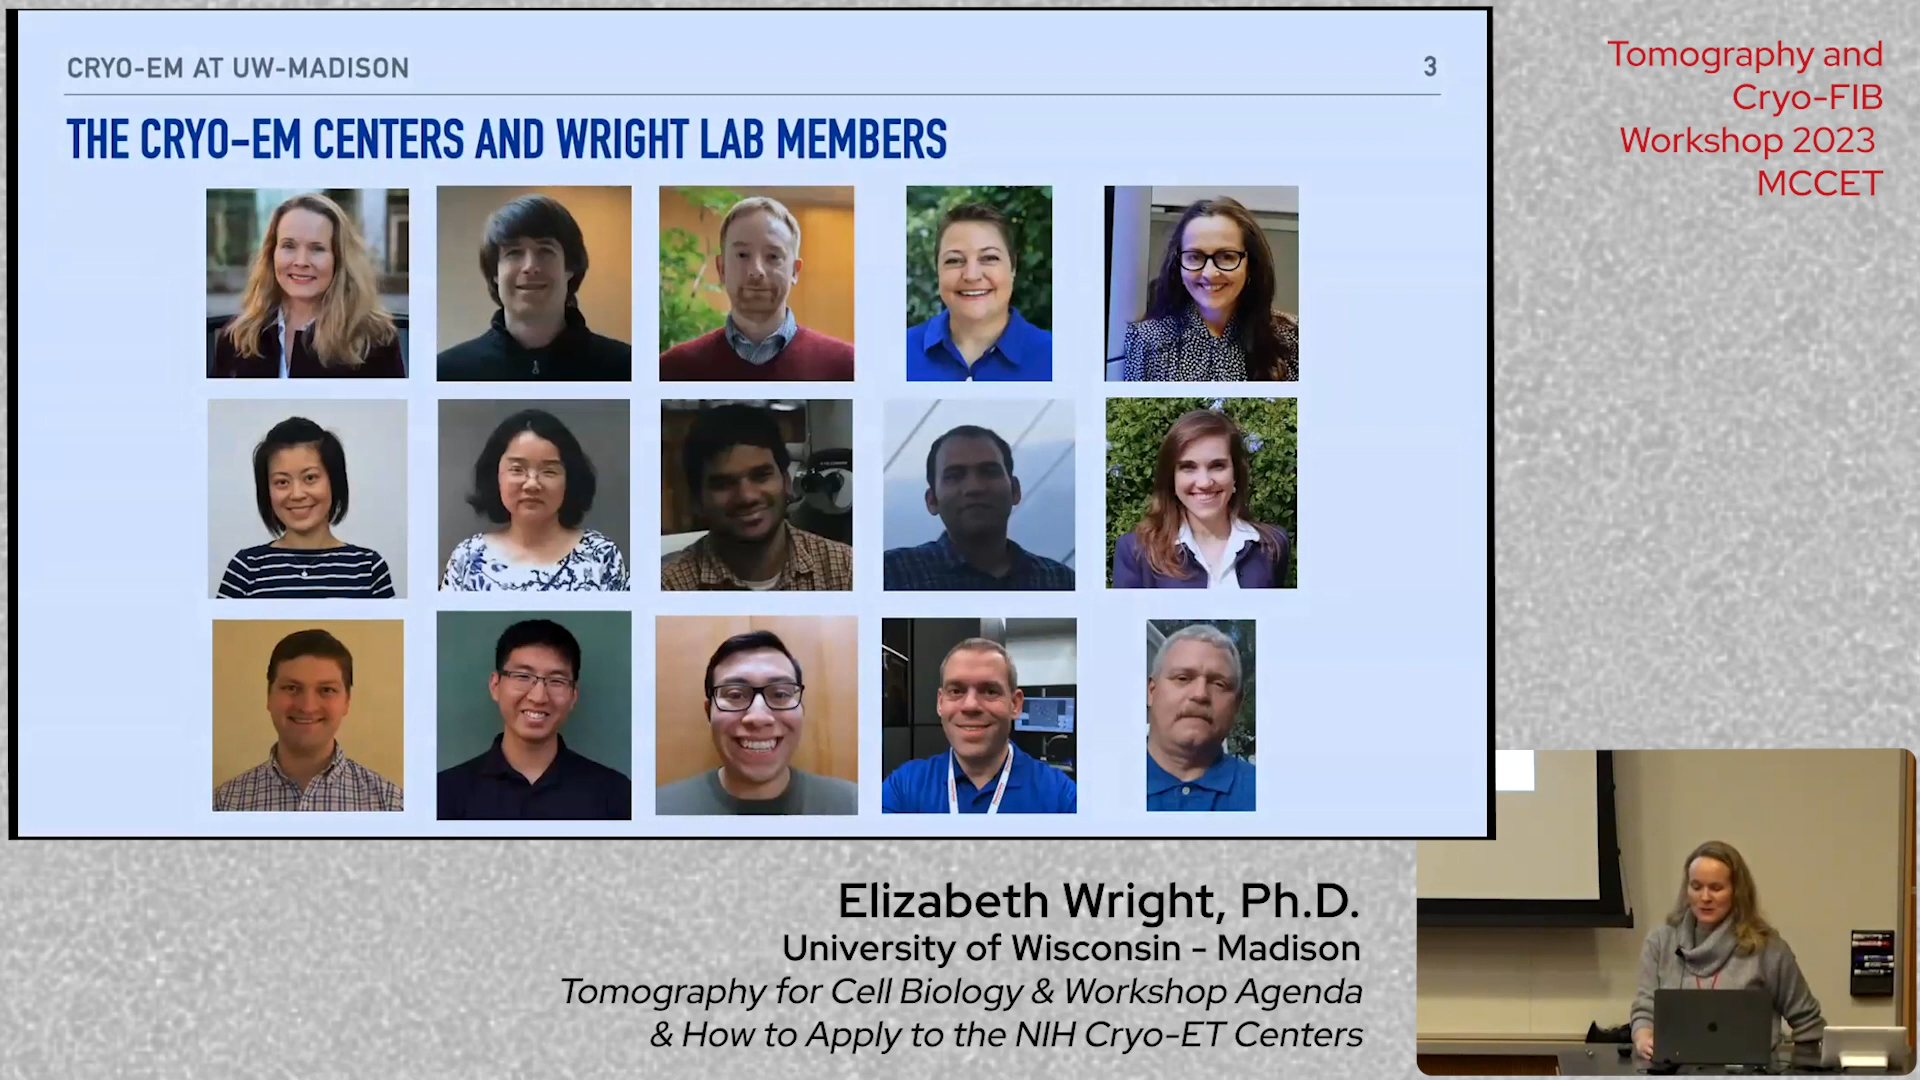 CRYO-EM AT UW-MADISON
3
THE CRYO-EM CENTERS AND WRIGHT LAB MEMBERS
Tomography and
Cryo-FIB
Workshop 2023
MCCET
Elizabeth Wright, Ph.D.
University of Wisconsin - Madison
Tomography for Cell Biology & Workshop Agenda
& How to Apply to the NIH Cryo-ET Centers